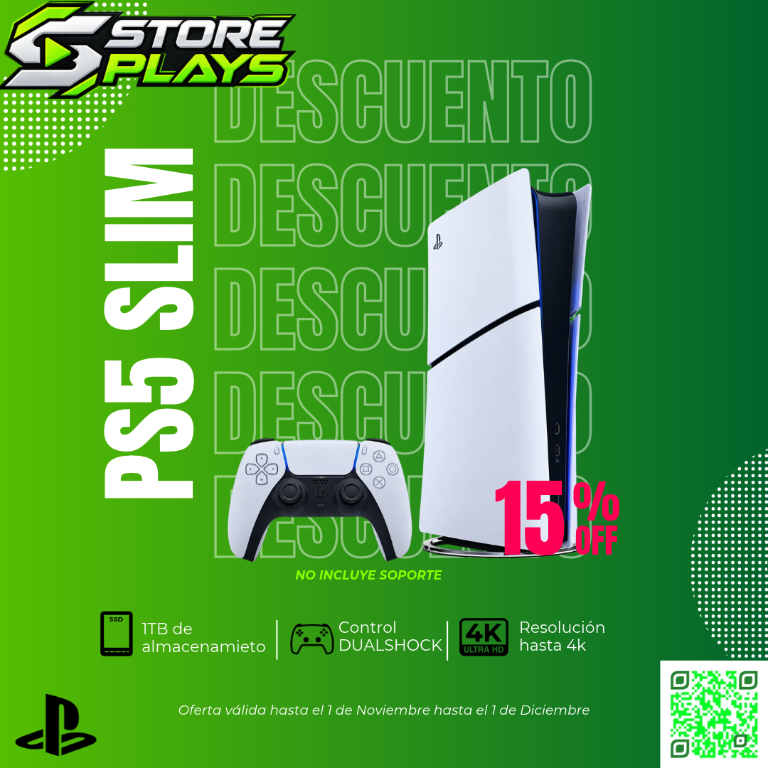 STORE
PLAYS
DESCUENTO
DESCUENTO
DESCUENTO
DESCUENTO
DESCUENTO
PS5 SLIM
15%
OFF
NO INCLUYE SOPORTE
SSD
1TB de
almacenamieto
Control
DUALSHOCK
4K
ULTRA HD
Resolución
hasta 4k
Oferta válida hasta el 1 de Noviembre hasta el 1 de Diciembre